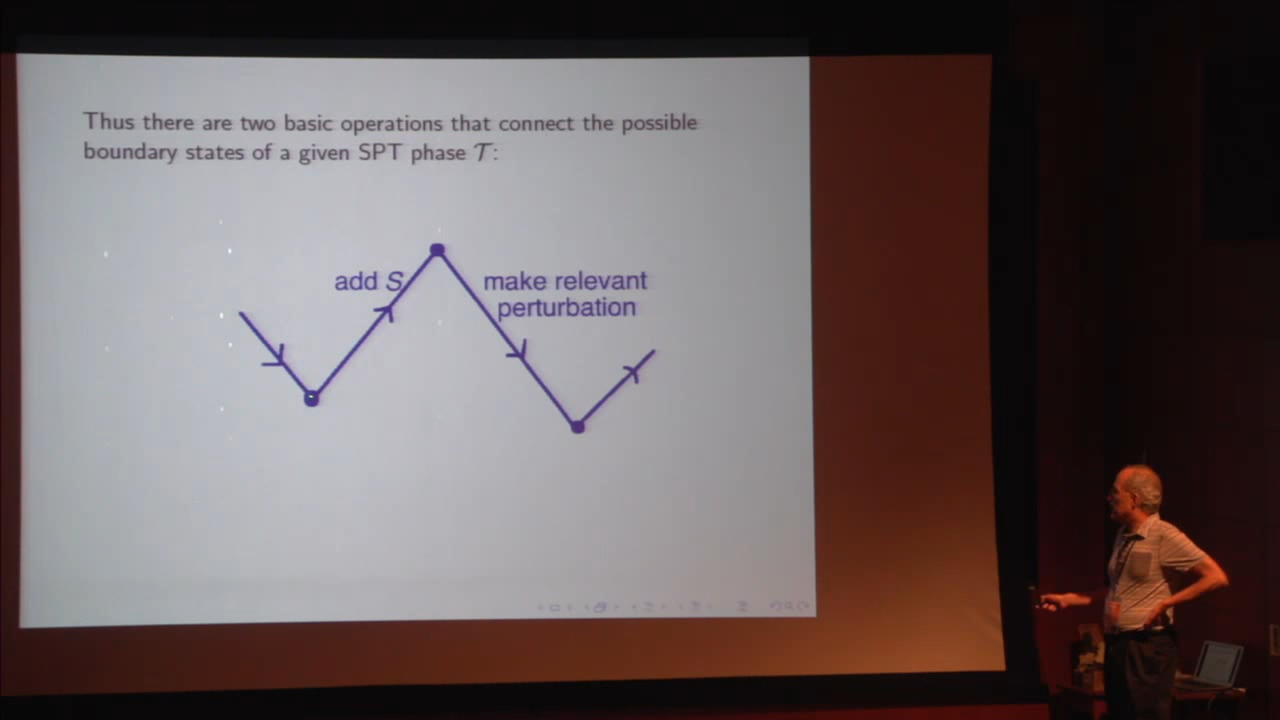 Thus there are two basic operations that connect the possible
boundary states of a given SPT phase 𝒯:
add S
make relevant
perturbation